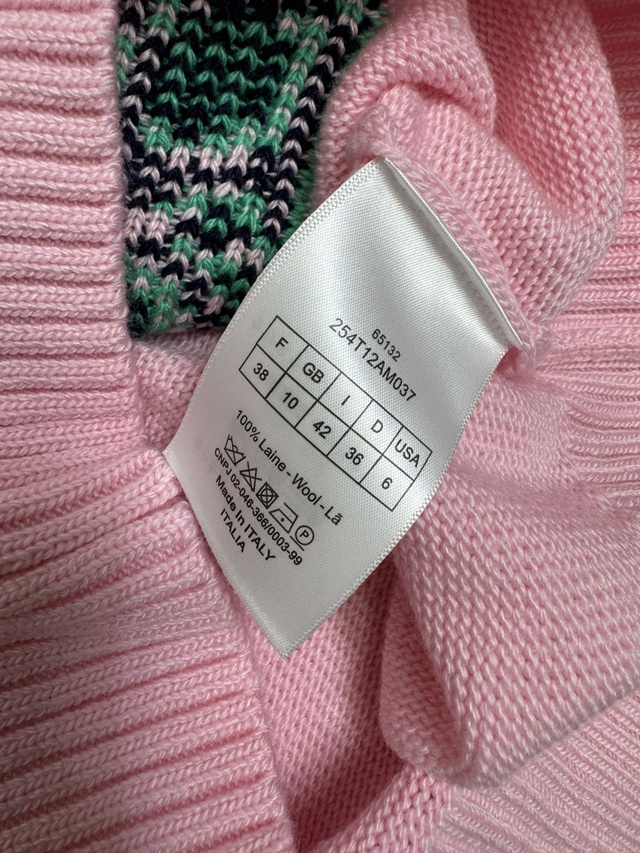 65132
254T12AM037
F GB I D USA
38 10 42 36 6
100% Laine - Wool - Lã
P
CNPJ 02-046-366/0003-99
Made In ITALY
ITALIA